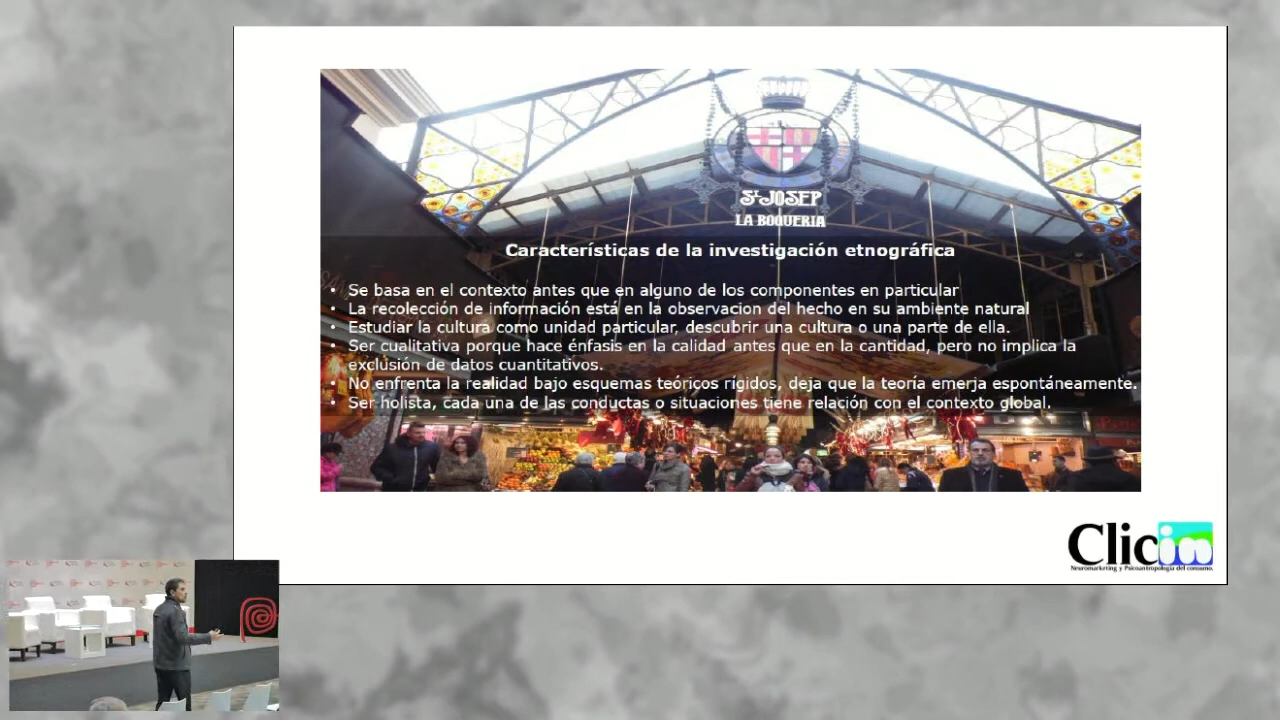 St JOSEP
LA BOQUERIA
Características de la investigación etnográfica
• Se basa en el contexto antes que en alguno de los componentes en particular
• La recolección de información está en la observacion del hecho en su ambiente natural
• Estudiar la cultura como unidad particular, descubrir una cultura o una parte de ella.
• Ser cualitativa porque hace énfasis en la calidad antes que en la cantidad, pero no implica la
exclusión de datos cuantitativos.
• No enfrenta la realidad bajo esquemas teóricos rígidos, deja que la teoría emerja espontáneamente.
• Ser holista, cada una de las conductas o situaciones tiene relación con el contexto global.
Clicin
Neuromarketing y Psicoantropología del consumo.